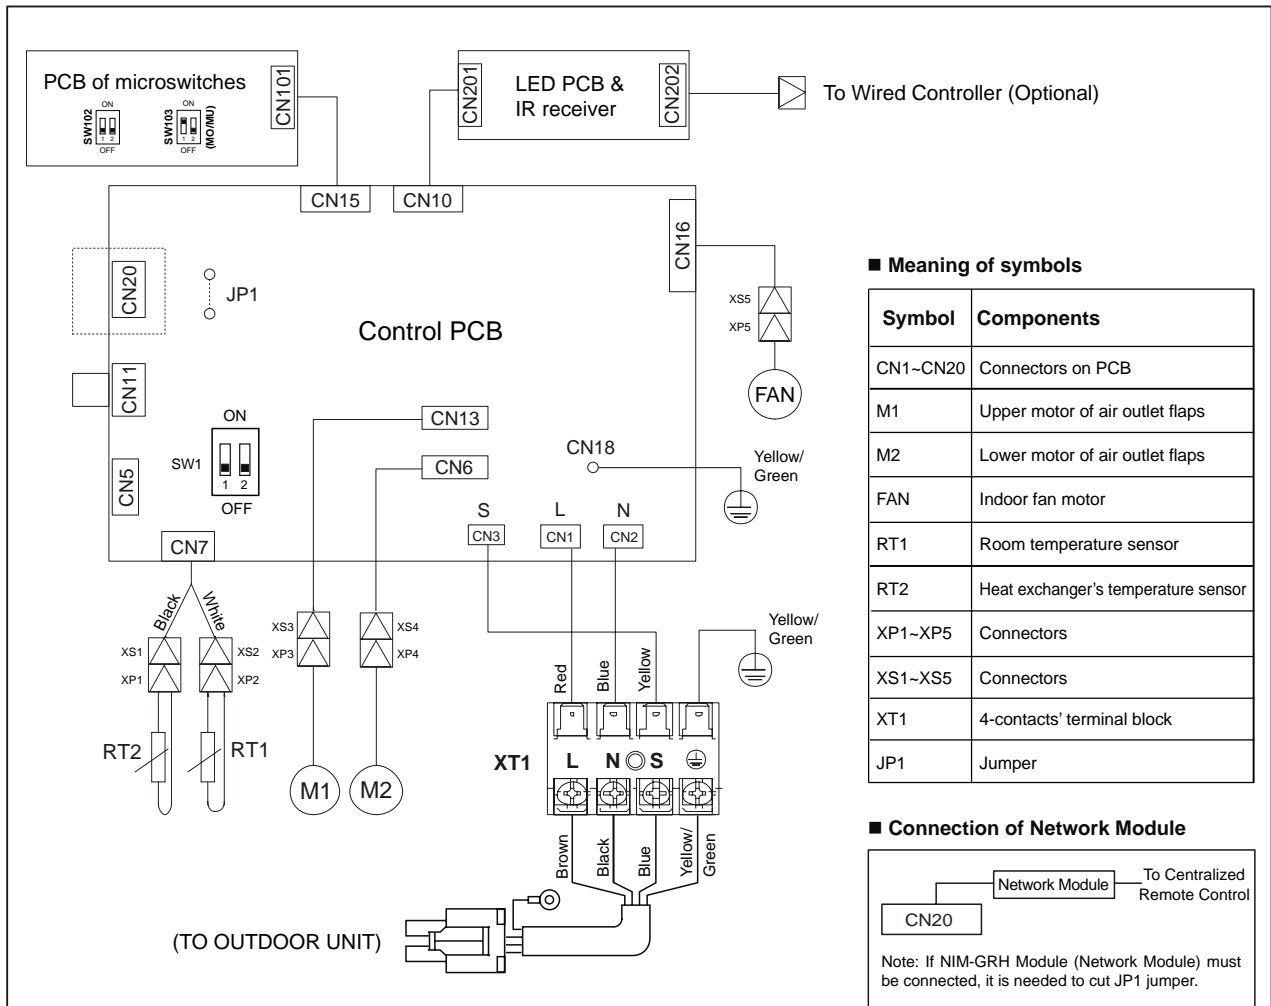 PCB of microswitches
CN101
SW102
ON
1 2
OFF
SW103
(MO/MU)
ON
1 2
OFF
CN201
LED PCB &
IR receiver
CN202
To Wired Controller (Optional)
CN15
CN10
CN16
CN20
JP1
Control PCB
XS5
XP5
FAN
CN11
CN13
ON
SW1
1 2
OFF
CN6
CN18
Yellow/
Green
CN5
S
L
N
CN3
CN1
CN2
CN7
Black
White
XS1
XP1
XS2
XP2
XS3
XP3
XS4
XP4
RT2
RT1
M1
M2
Red
Blue
Yellow
Yellow/
Green
XT1
L
N
S
Brown
Black
Blue
Yellow/
Green
(TO OUTDOOR UNIT)
■ Meaning of symbols
Symbol Components
CN1~CN20 Connectors on PCB
M1 Upper motor of air outlet flaps
M2 Lower motor of air outlet flaps
FAN Indoor fan motor
RT1 Room temperature sensor
RT2 Heat exchanger's temperature sensor
XP1~XP5 Connectors
XS1~XS5 Connectors
XT1 4-contacts' terminal block
JP1 Jumper
■ Connection of Network Module
CN20
Network Module
To Centralized
Remote Control
Note: If NIM-GRH Module (Network Module) must
be connected, it is needed to cut JP1 jumper.